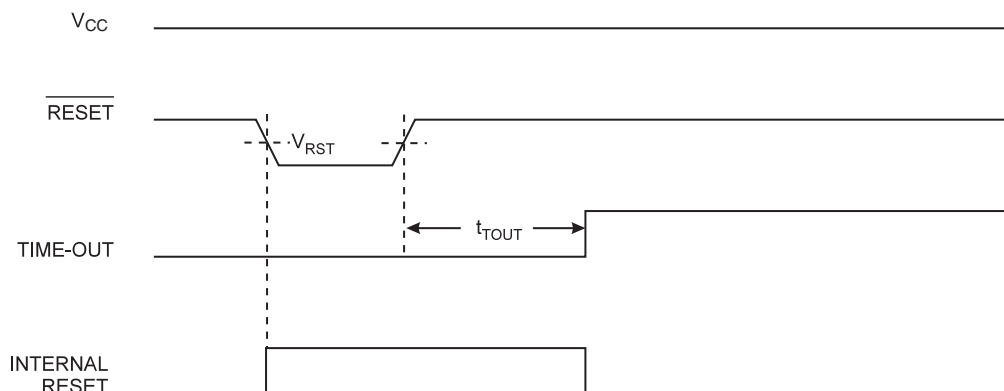 VCC
RESET
VRST
tTOUT
TIME-OUT
INTERNAL
RESET